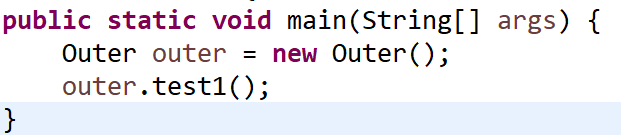 public static void main(String[] args) {
    Outer outer = new Outer();
    outer.test1();
}